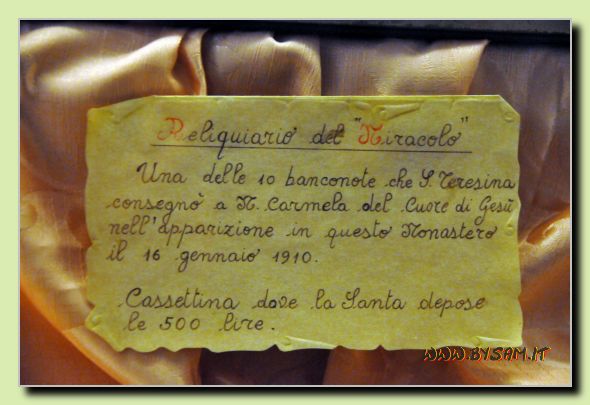 Reliquiario del "Miracolo"
Una delle 10 banconote che S. Teresina
consegnò a M. Carmela del Cuore di Gesù
nell'apparizione in questo Monastero
il 16 gennaio 1910.
Cassettina dove la Santa depose
le 500 lire.
WWW.BYSAM.IT